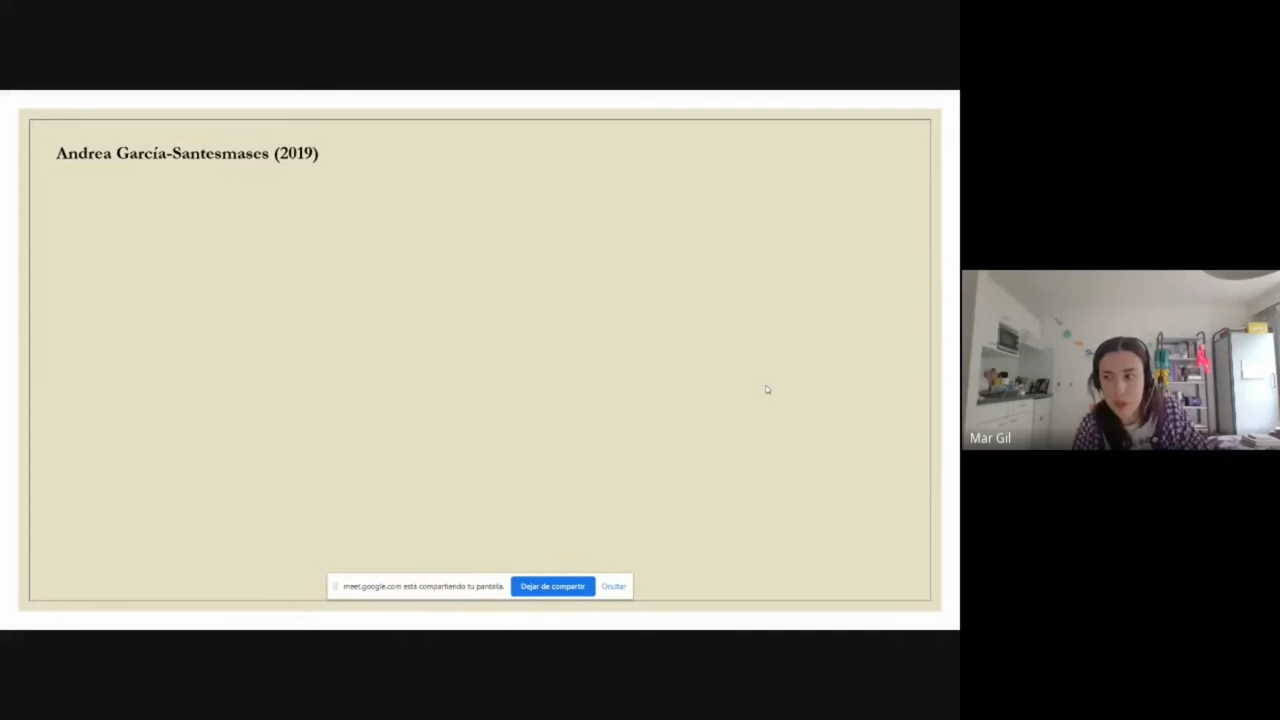 Andrea García-Santesmases (2019)
Mar Gil
meet.google.com está compartiendo tu pantalla. Dejar de compartir Ocultar